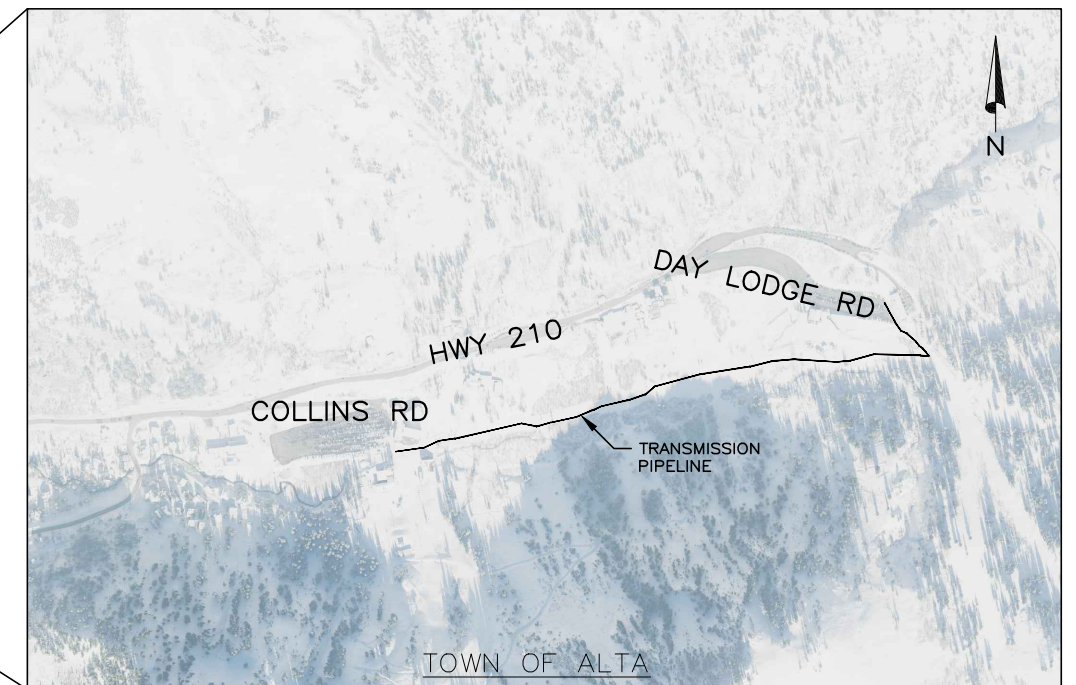 N
DAY LODGE RD
HWY 210
COLLINS RD
TRANSMISSION
PIPELINE
TOWN OF ALTA